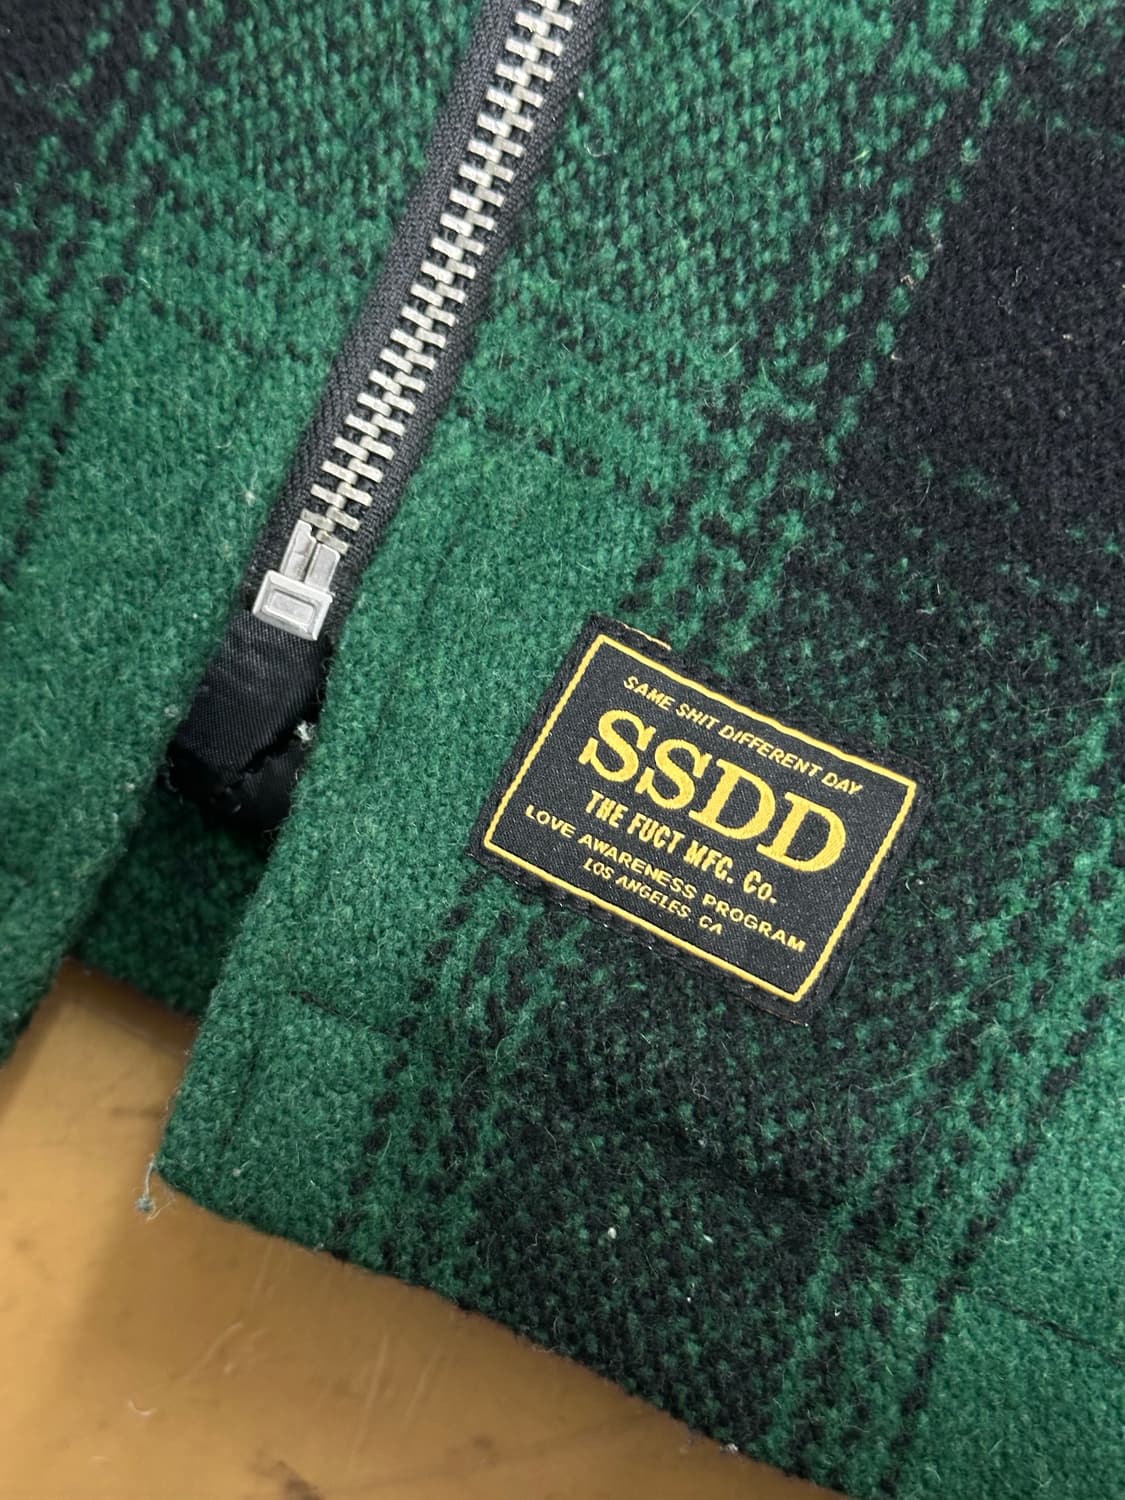 SAME SHIT DIFFERENT DAY
SSDD
THE FUCT MFG. CO.
LOVE AWARENESS PROGRAM
LOS ANGELES, CA